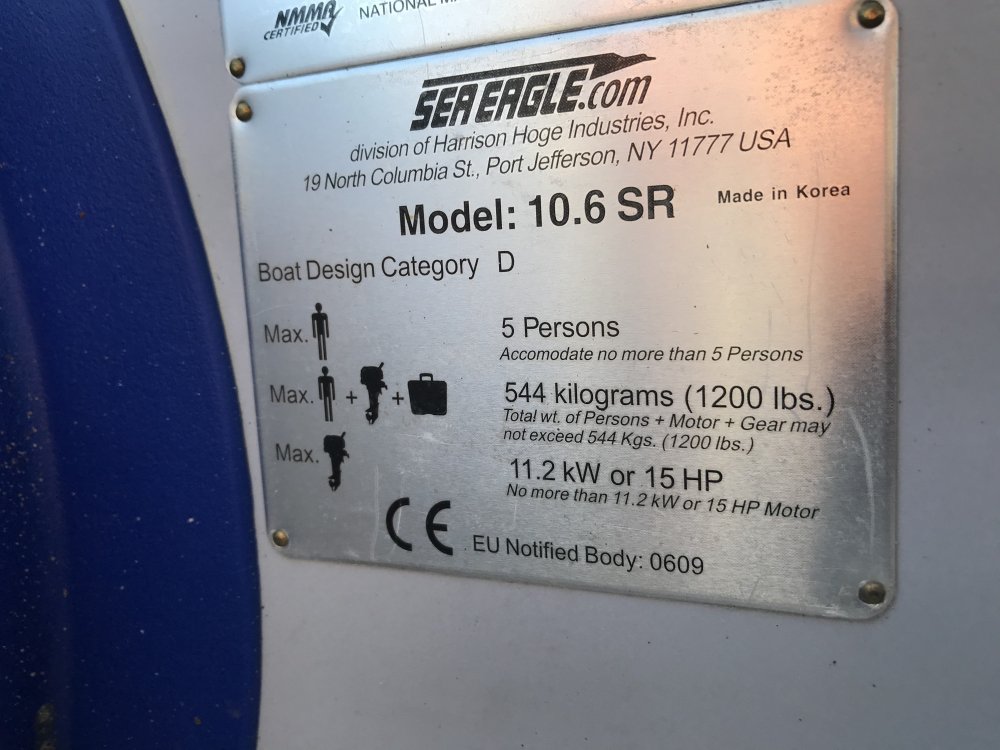 NMMA
CERTIFIED
NATIONAL
SEAEAGLE.com
division of Harrison Hoge Industries, Inc.
19 North Columbia St., Port Jefferson, NY 11777 USA
Model: 10.6 SR Made in Korea
Boat Design Category D
Max. 5 Persons
Accomodate no more than 5 Persons
Max. + + 544 kilograms (1200 lbs.)
Total wt. of Persons + Motor + Gear may
not exceed 544 Kgs. (1200 lbs.)
Max. 11.2 kW or 15 HP
No more than 11.2 kW or 15 HP Motor
CE EU Notified Body: 0609